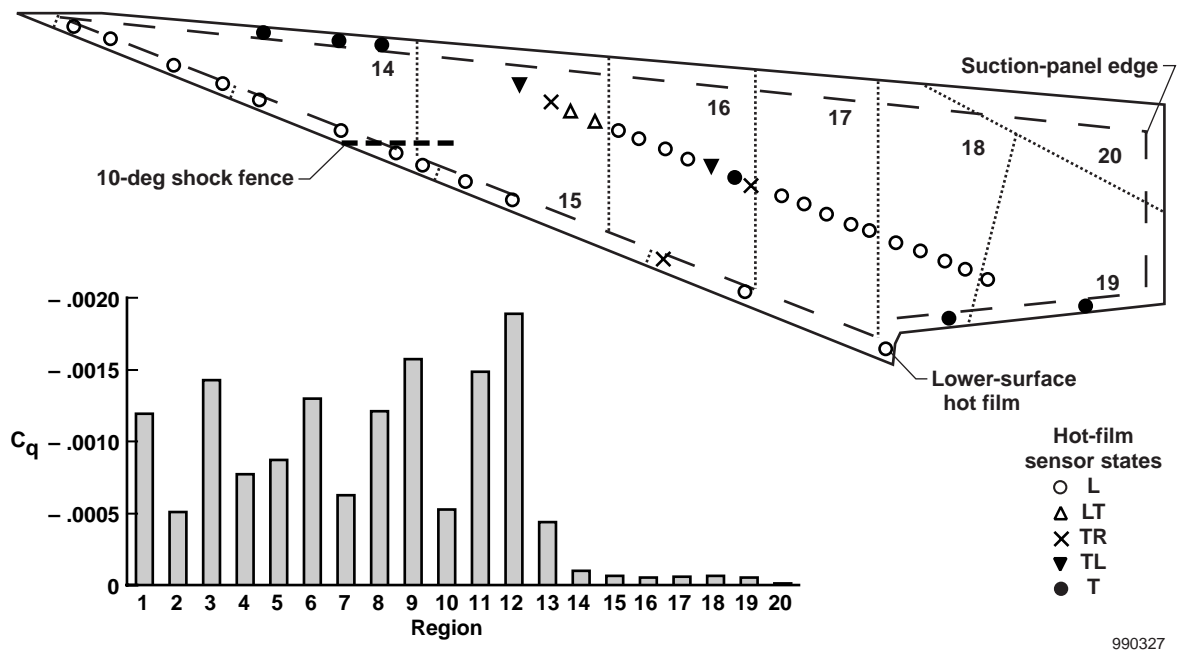 14
16
17
18
20
Suction-panel edge
10-deg shock fence
15
19
Lower-surface
hot film
– .0020
– .0015
– .0010
– .0005
0
Cq
1 2 3 4 5 6 7 8 9 10 11 12 13 14 15 16 17 18 19 20
Region
Hot-film
sensor states
L
LT
TR
TL
T
990327